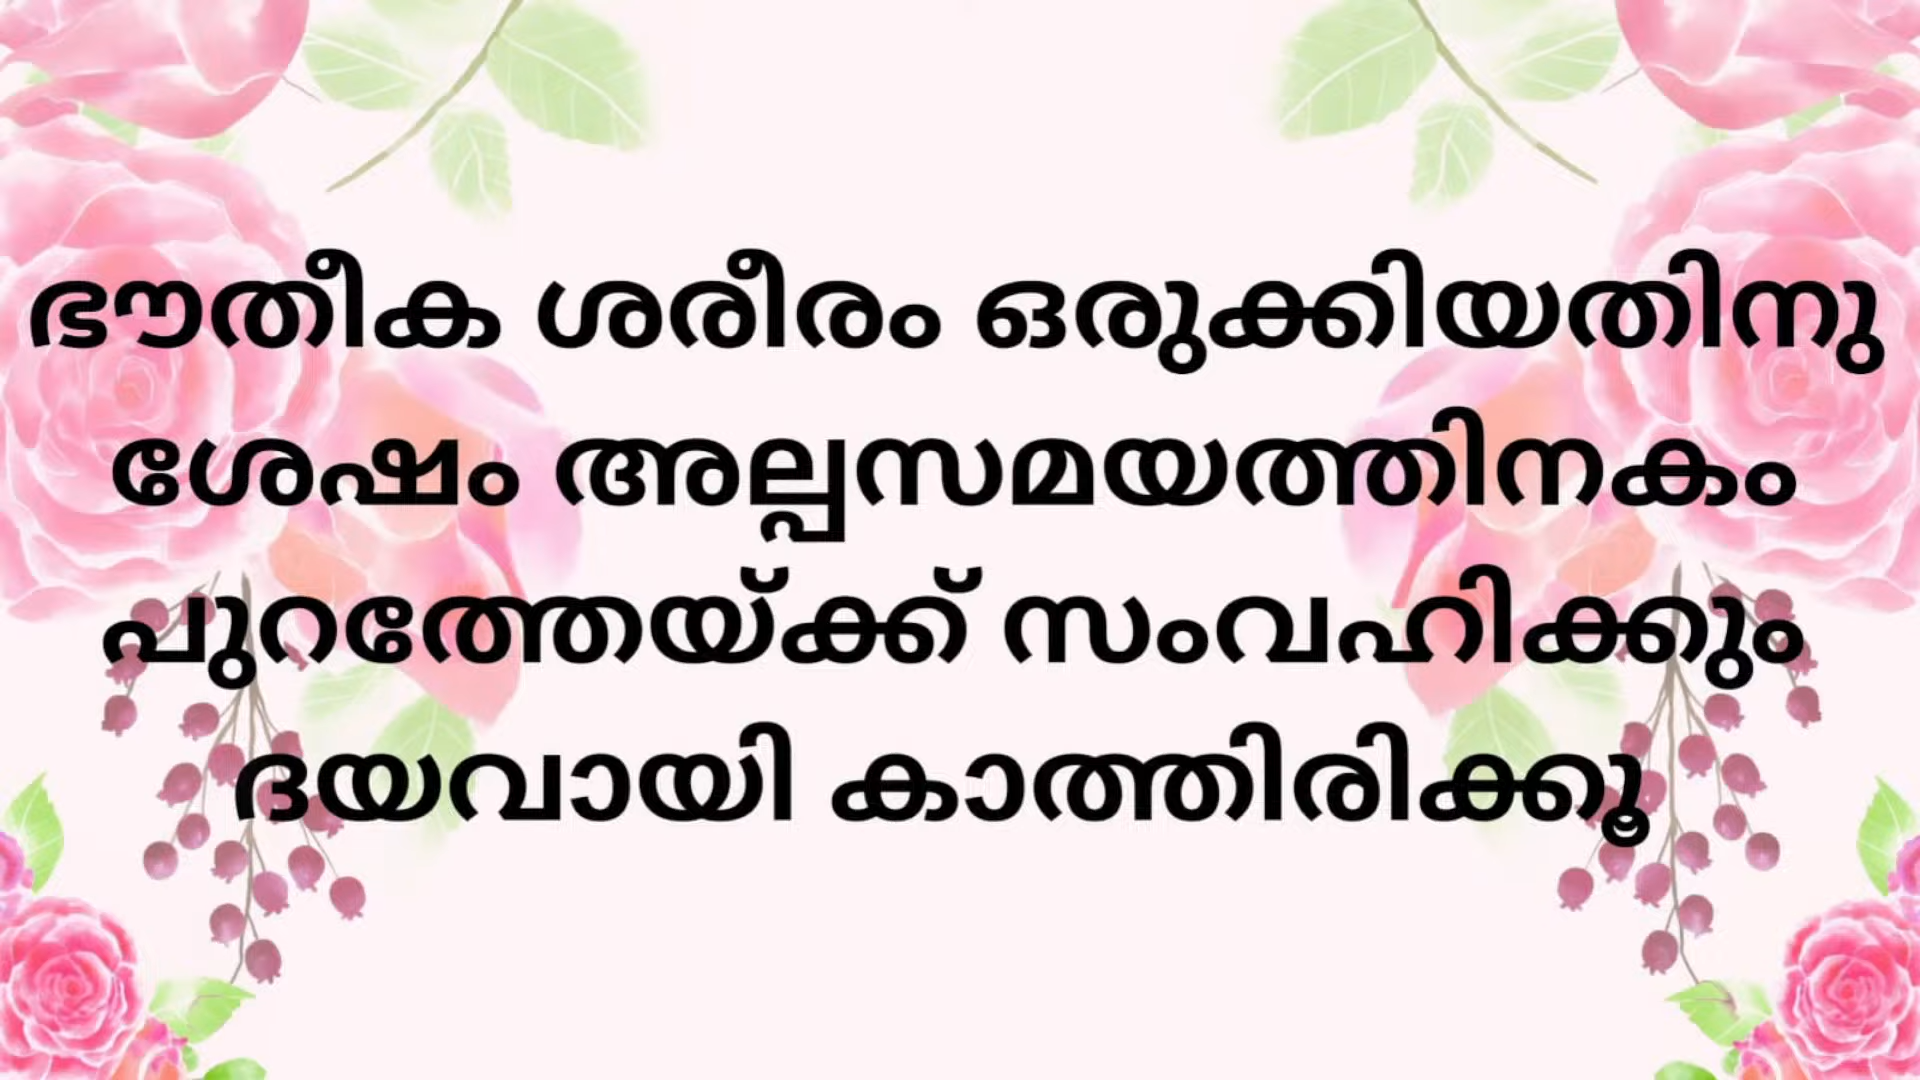 ഭൗതീക ശരീരം ഒരുക്കിയതിനു
ശേഷം അല്പസമയത്തിനകം
പുറത്തേയ്ക്ക് സംവഹിക്കും
ദയവായി കാത്തിരിക്കൂ